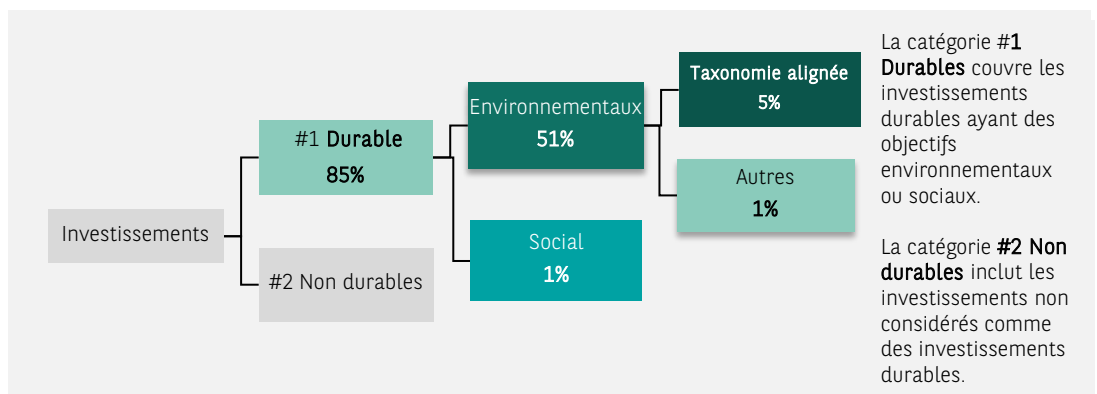 Investissements
#1 Durable
85%
#2 Non durables
Environnementaux
51%
Social
1%
Taxonomie alignée
5%
Autres
1%
La catégorie #1
Durables couvre les
investissements
durables ayant des
objectifs
environnementaux
ou sociaux.
La catégorie #2 Non
durables inclut les
investissements non
considérés comme
des investissements
durables.